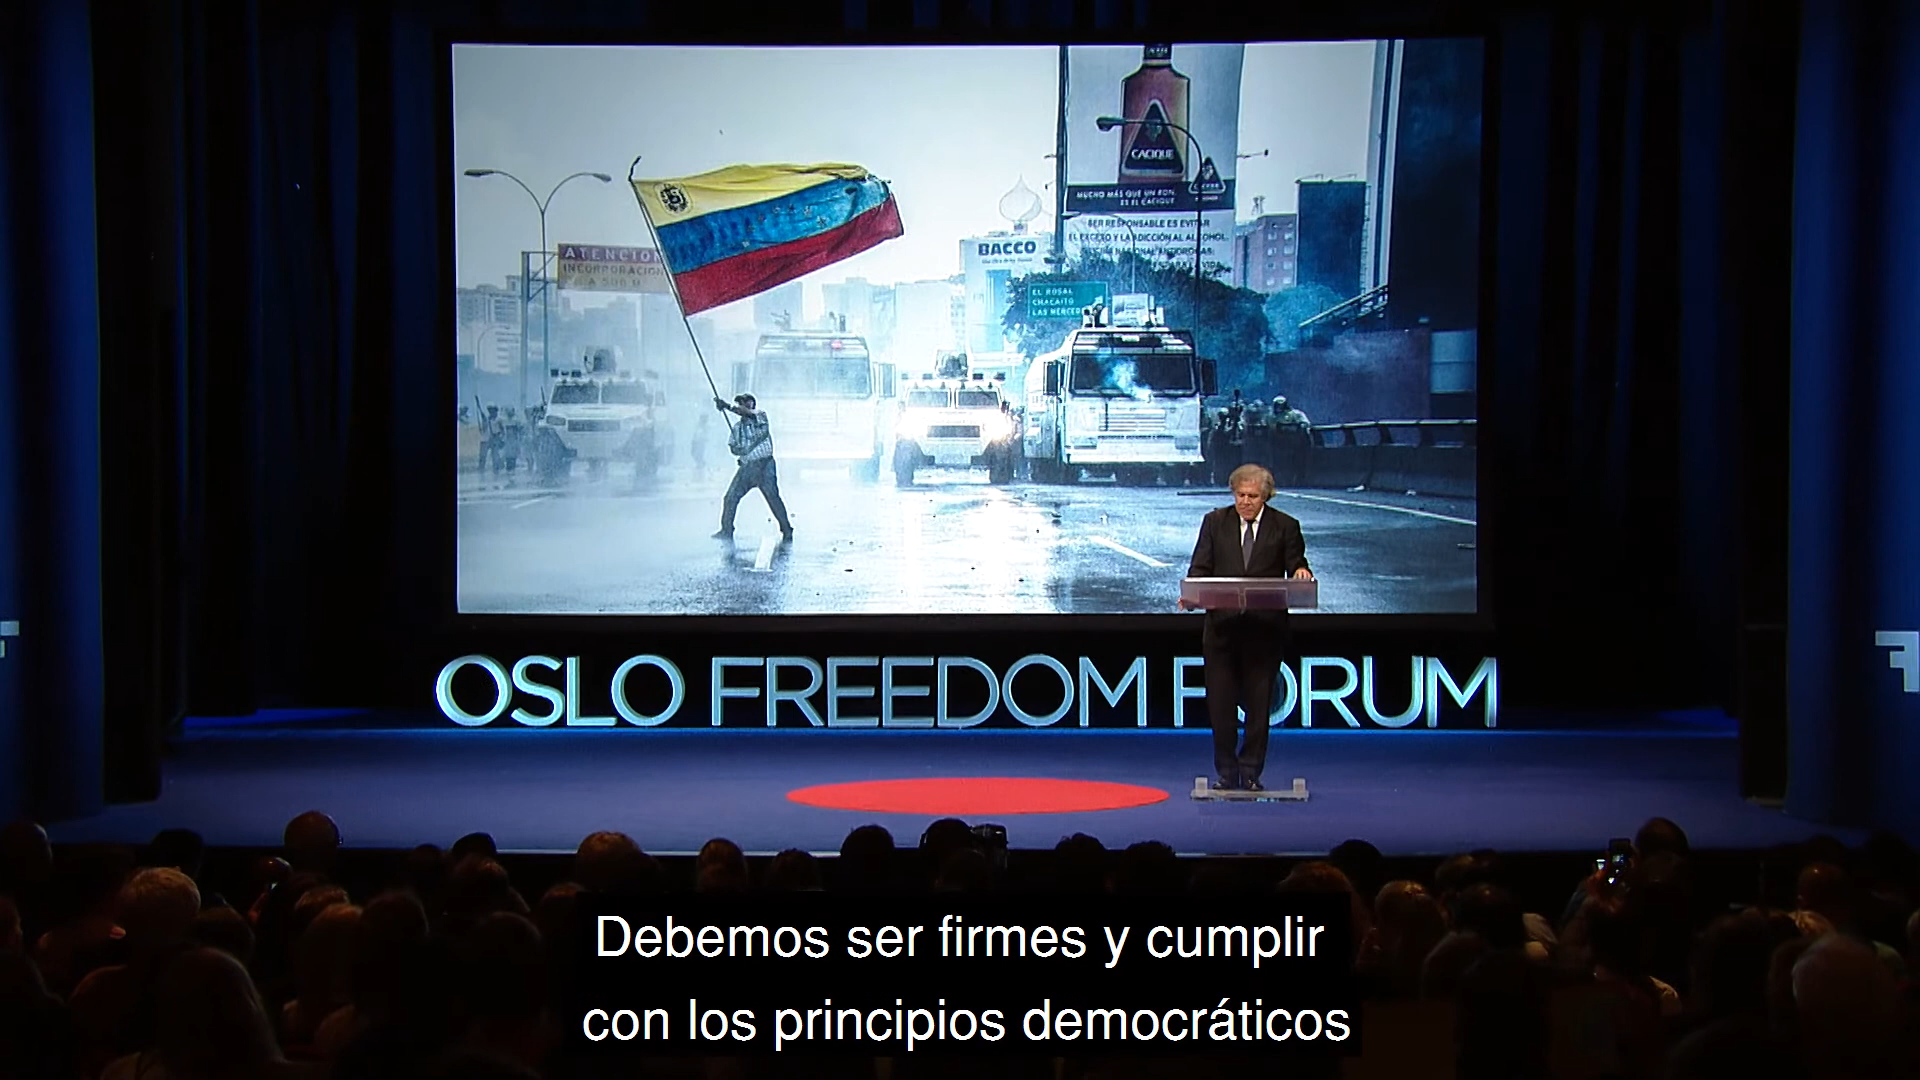 CACIQUE
MUCHO MÁS QUE UN RON,
ES EL CACIQUE
SER RESPONSABLE ES EVITAR
EL EXCESO Y LA ADICCIÓN AL ALCOHOL.
ATENCION
INCORPORACION
BACCO
EL ROSAL
CHACAITO
LAS MERCED
OSLO FREEDOM FORUM
Debemos ser firmes y cumplir
con los principios democráticos